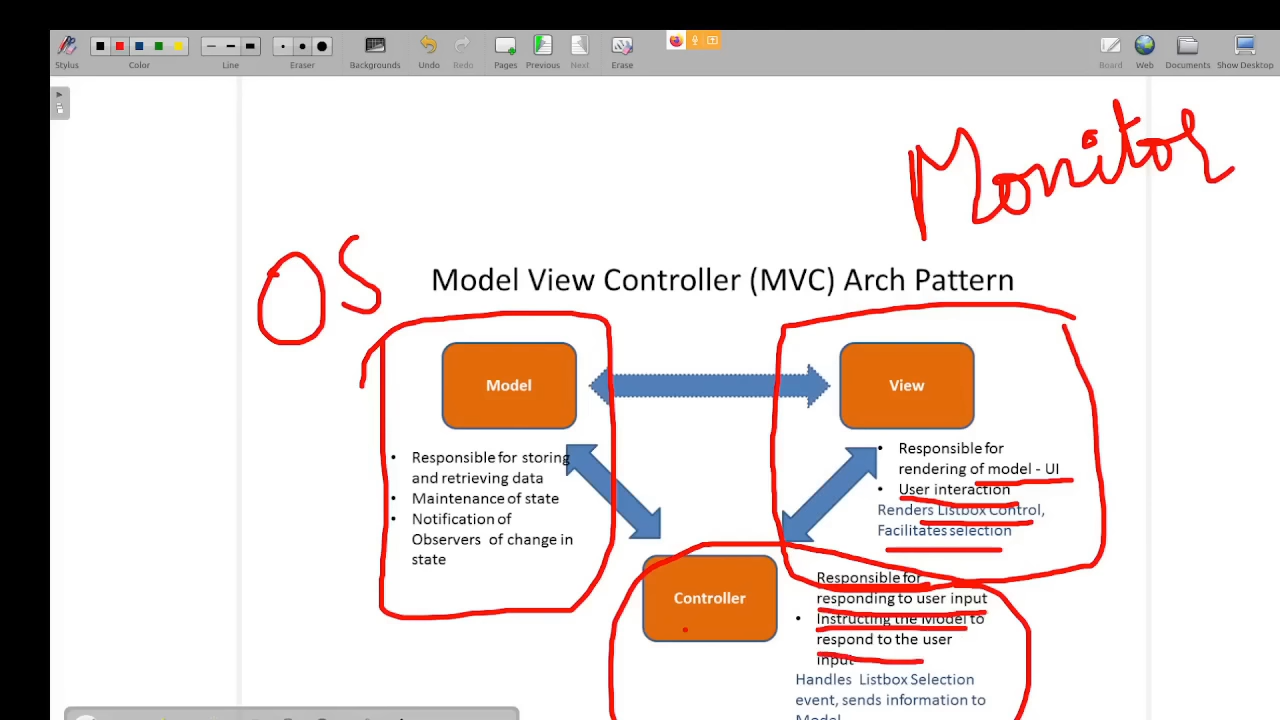 Stylus
Color
Line
Eraser
Backgrounds
Undo
Redo
Pages
Previous
Next
Erase
Board
Web
Documents
Show Desktop
Monitor
OS
Model View Controller (MVC) Arch Pattern
Model
View
• Responsible for storing
and retrieving data
• Maintenance of state
• Notification of
Observers of change in
state
• Responsible for
rendering of model - UI
• User interaction
Renders Listbox Control,
Facilitates selection
Controller
Responsible for
responding to user input
• Instructing the Model to
respond to the user
input
Handles Listbox Selection
event, sends information to
Model